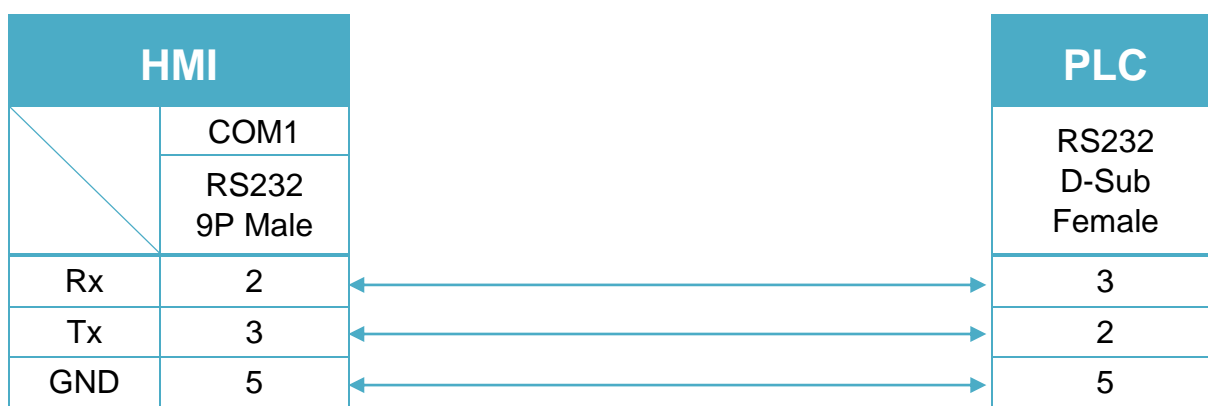 HMI
PLC
COM1
RS232
9P Male
RS232
D-Sub
Female
Rx 2 3
Tx 3 2
GND 5 5